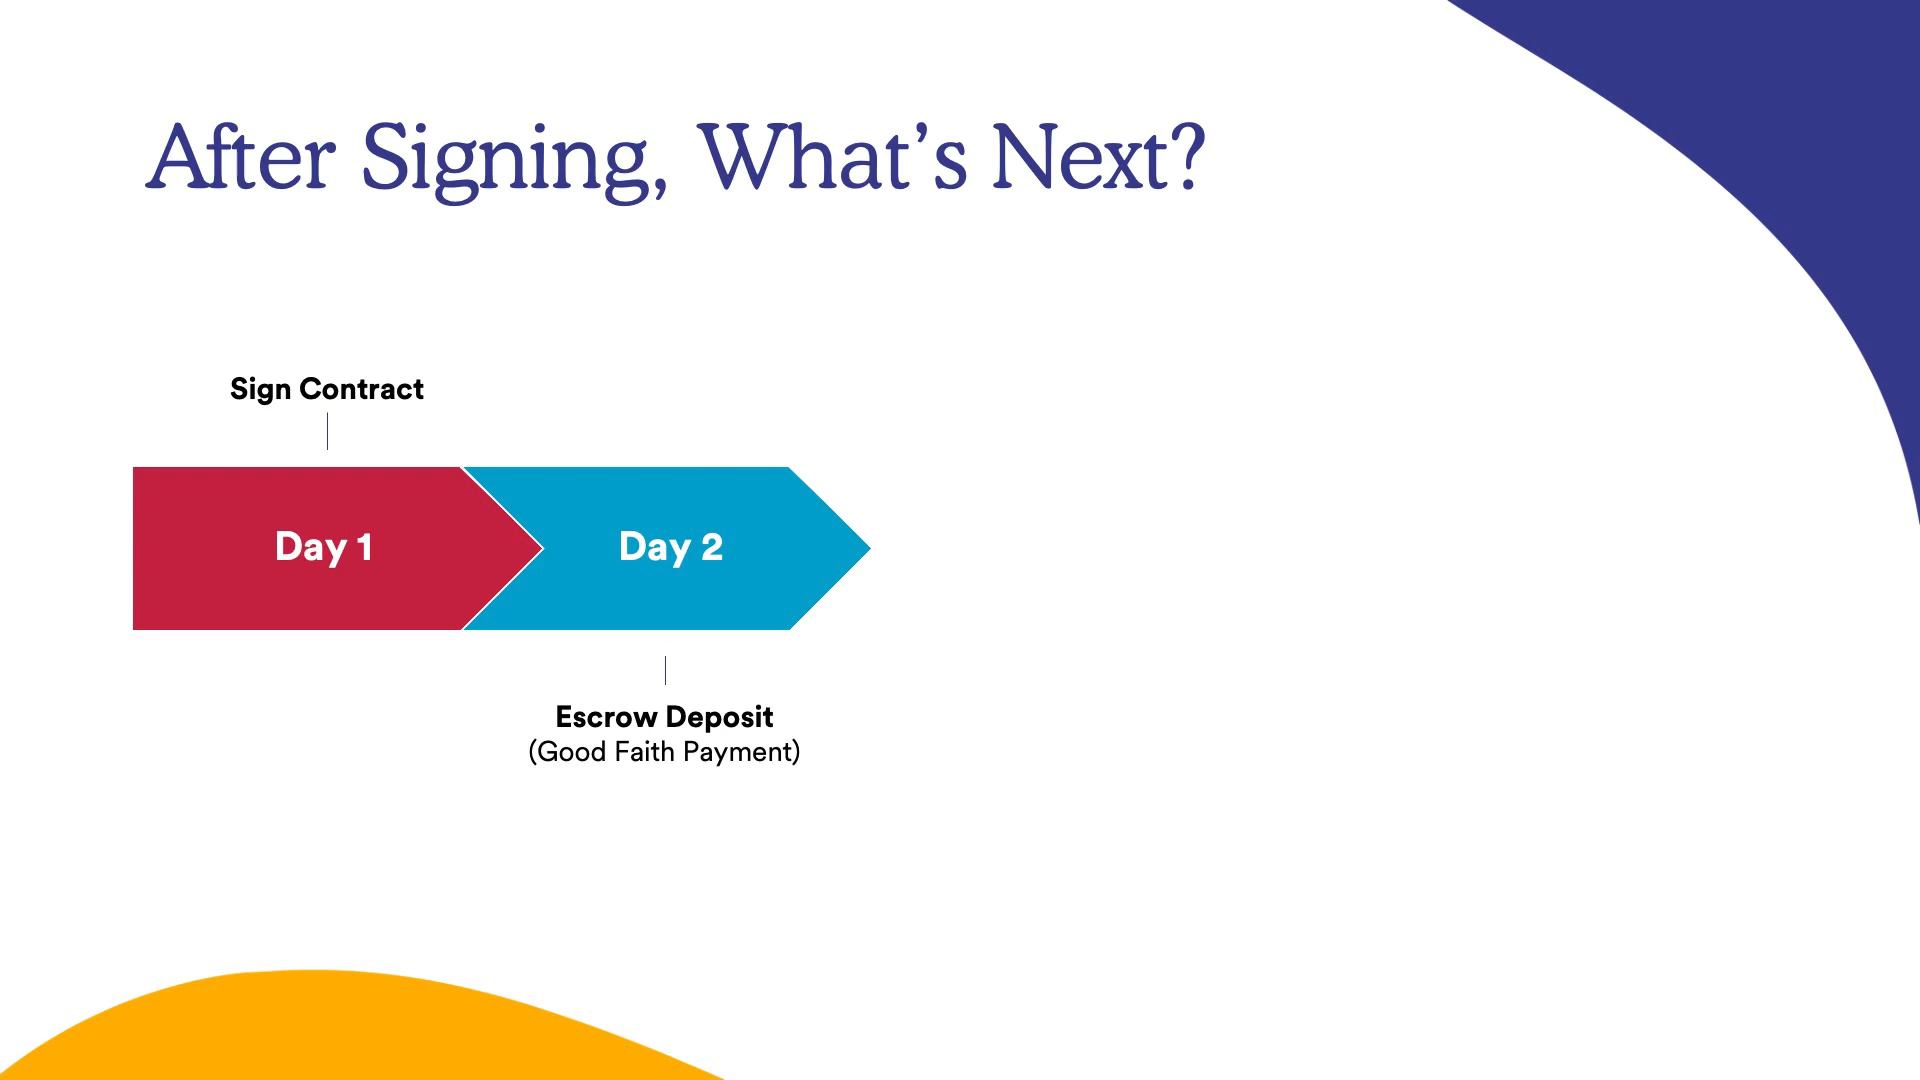 After Signing, What’s Next?
Sign Contract
Day 1
Day 2
Escrow Deposit
(Good Faith Payment)